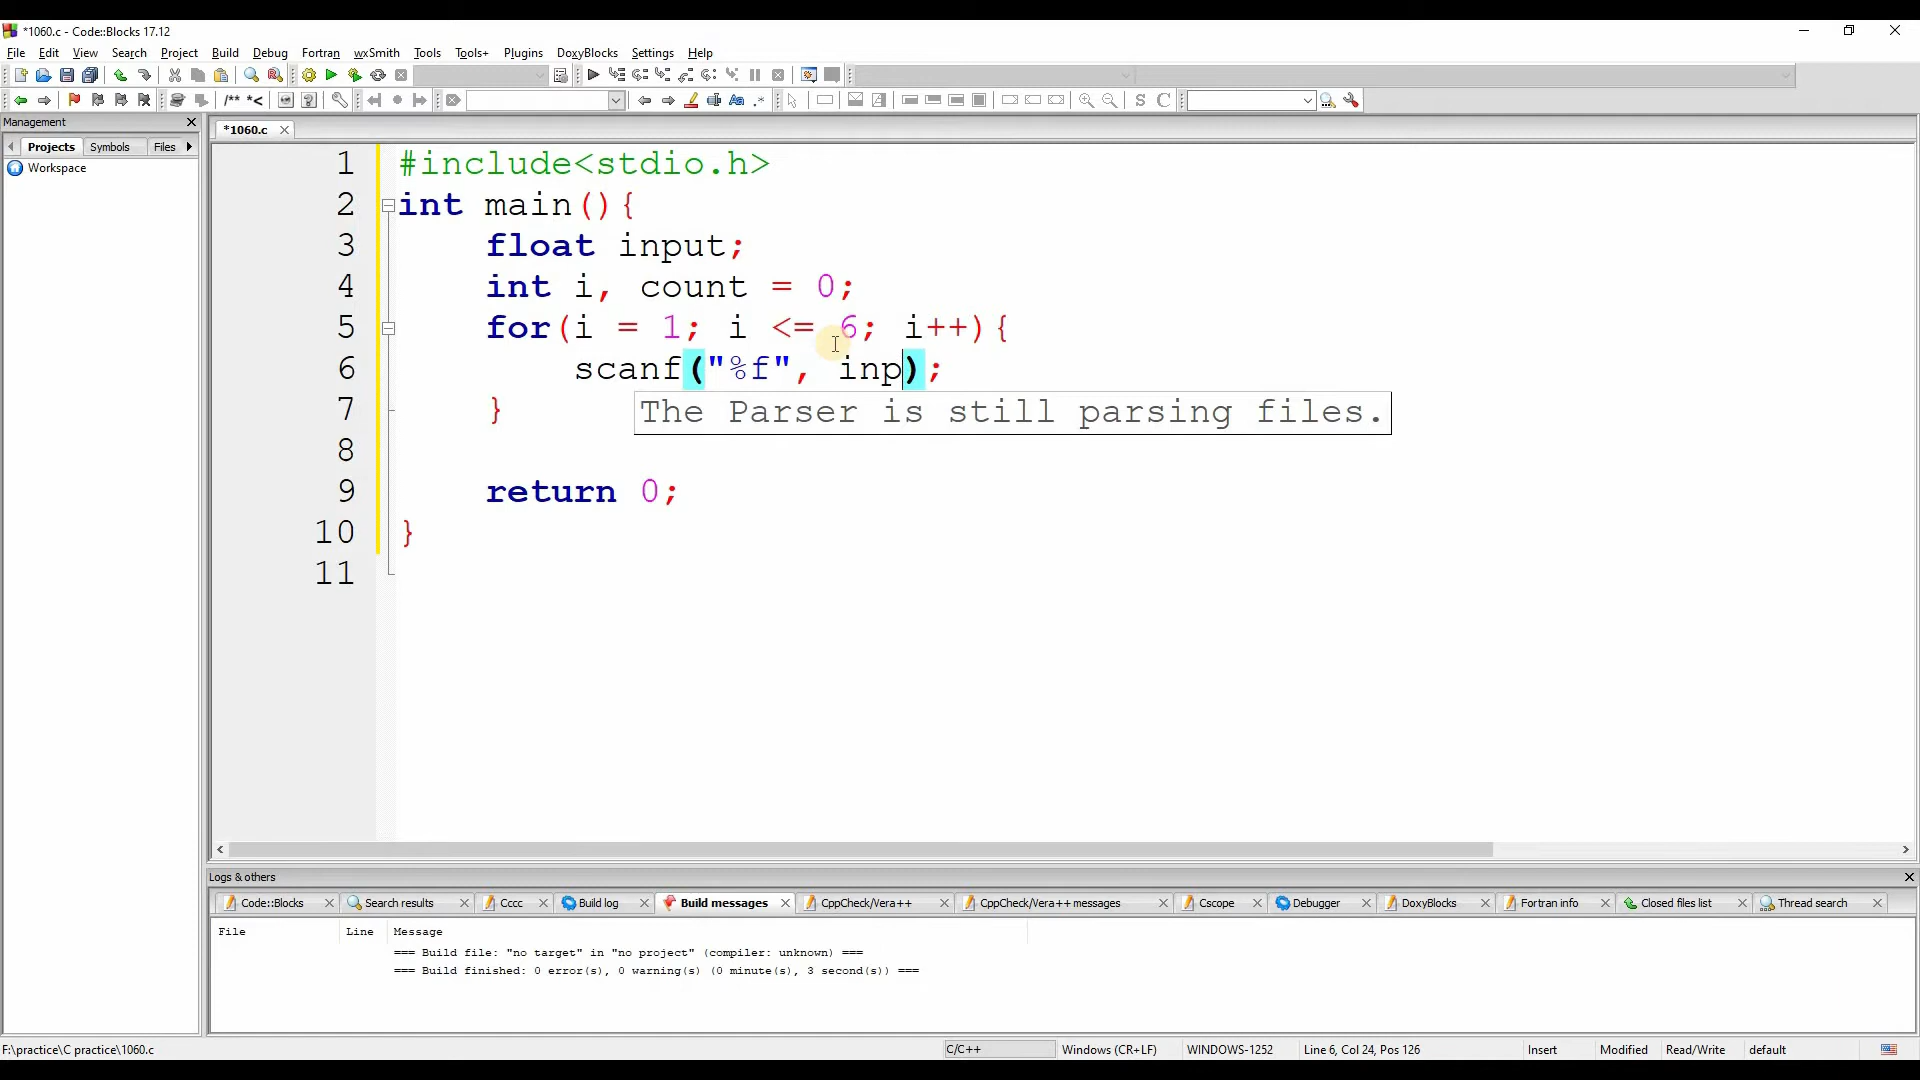 *1060.c - Code::Blocks 17.12
File Edit View Search Project Build Debug Fortran wxSmith Tools Tools+ Plugins DoxyBlocks Settings Help
/** *< Aa .* S C
Management
Projects Symbols Files
Workspace
*1060.c
1 #include<stdio.h>
2 int main(){
3 float input;
4 int i, count = 0;
5 for(i = 1; i <= 6; i++){
6 scanf("%f", inp);
7 }
The Parser is still parsing files.
8
9 return 0;
10 }
11
Logs & others
Code::Blocks Search results Cccc Build log Build messages CppCheck/Vera++ CppCheck/Vera++ messages Cscope Debugger DoxyBlocks Fortran info Closed files list Thread search
File Line Message
=== Build file: "no target" in "no project" (compiler: unknown) ===
=== Build finished: 0 error(s), 0 warning(s) (0 minute(s), 3 second(s)) ===
F:\practice\C practice\1060.c C/C++ Windows (CR+LF) WINDOWS-1252 Line 6, Col 24, Pos 126 Insert Modified Read/Write default